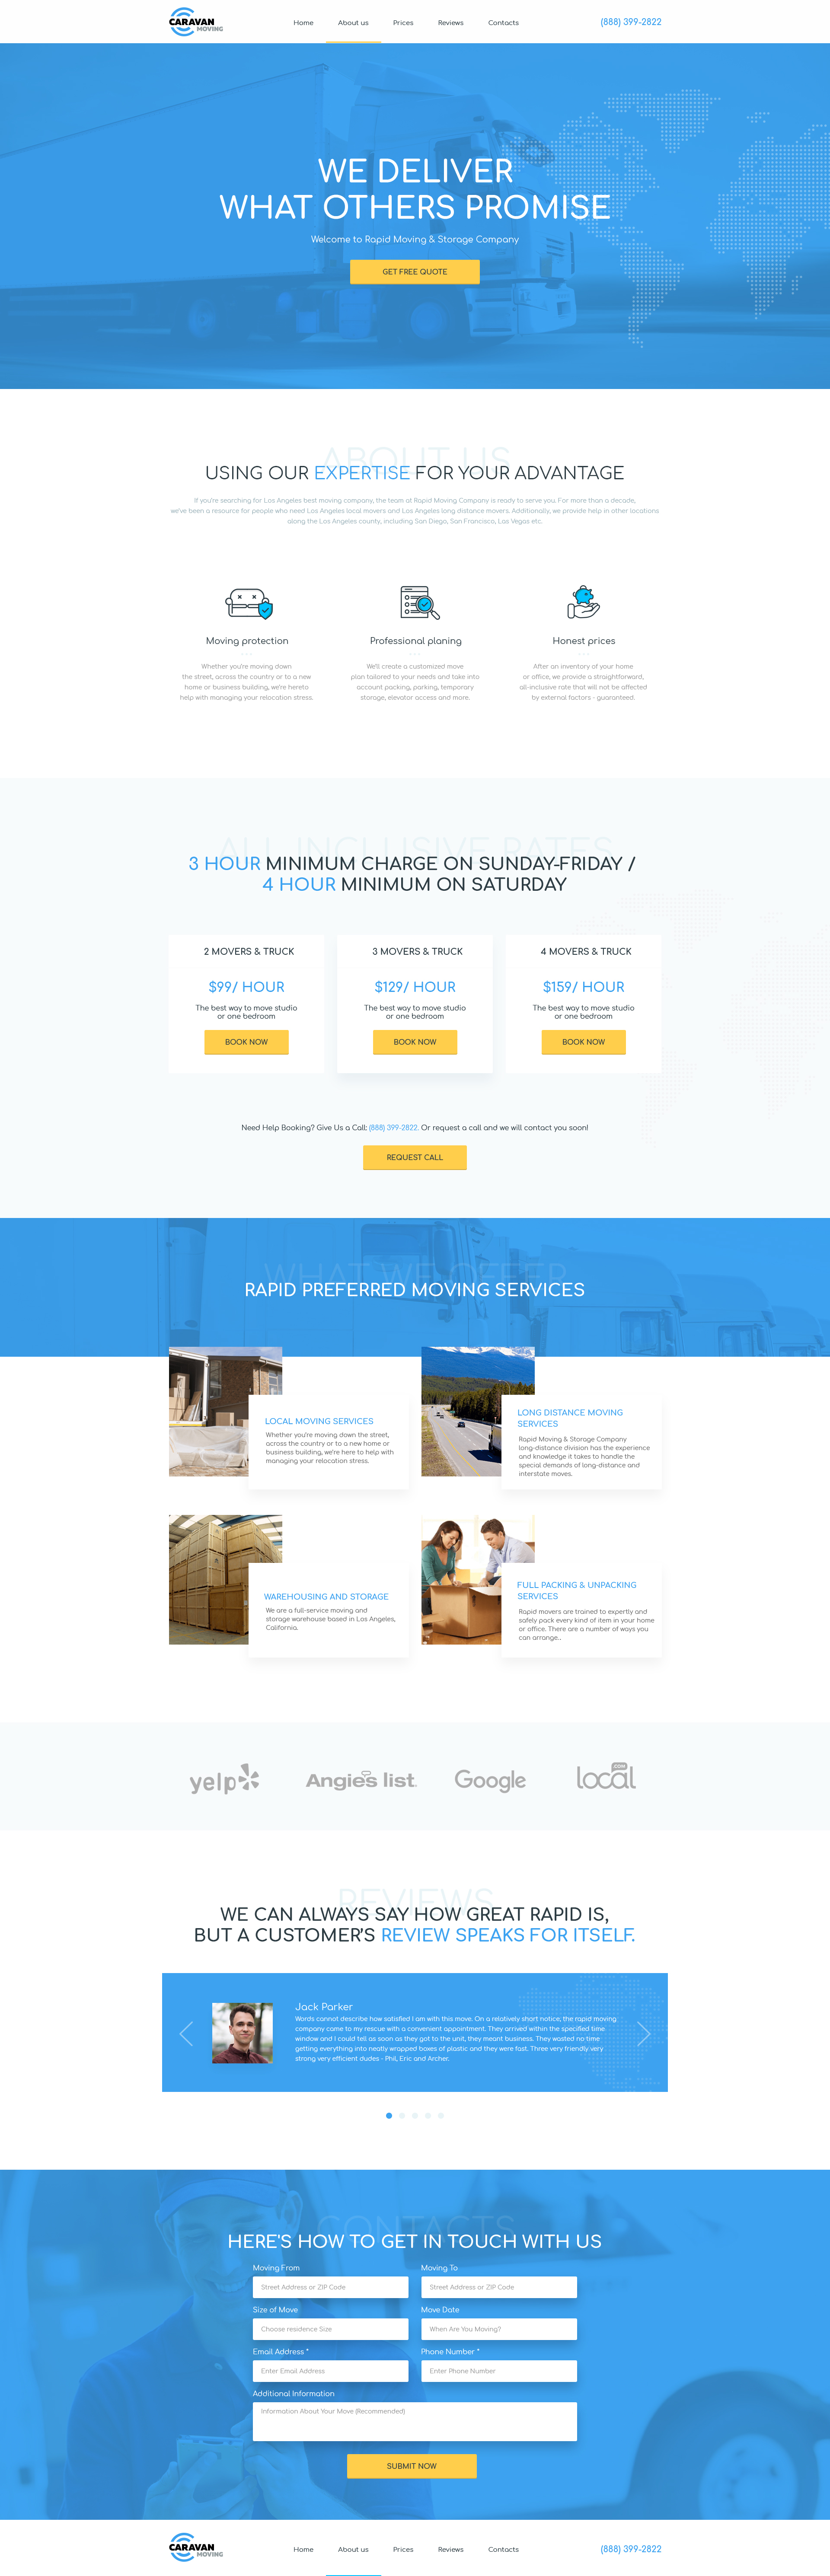 CARAVAN
MOVING
Home About us Prices Reviews Contacts
(888) 399-2822
WE DELIVER
WHAT OTHERS PROMISE
Welcome to Rapid Moving & Storage Company
GET FREE QUOTE
ABOUT US
USING OUR EXPERTISE FOR YOUR ADVANTAGE
If you're searching for Los Angeles best moving company, the team at Rapid Moving Company is ready to serve you. For more than a decade,
we've been a resource for people who need Los Angeles local movers and Los Angeles long distance movers. Additionally, we provide help in other locations
along the Los Angeles county, including San Diego, San Francisco, Las Vegas etc.
Moving protection
Whether you're moving down
the street, across the country or to a new
home or business building, we're hereto
help with managing your relocation stress.
Professional planing
We'll create a customized move
plan tailored to your needs and take into
account packing, parking, temporary
storage, elevator access and more.
Honest prices
After an inventory of your home
or office, we provide a straightforward,
all-inclusive rate that will not be affected
by external factors - guaranteed.
ALL INCLUSIVE RATES
3 HOUR MINIMUM CHARGE ON SUNDAY-FRIDAY /
4 HOUR MINIMUM ON SATURDAY
2 MOVERS & TRUCK
$99/ HOUR
The best way to move studio
or one bedroom
BOOK NOW
3 MOVERS & TRUCK
$129/ HOUR
The best way to move studio
or one bedroom
BOOK NOW
4 MOVERS & TRUCK
$159/ HOUR
The best way to move studio
or one bedroom
BOOK NOW
Need Help Booking? Give Us a Call: (888) 399-2822. Or request a call and we will contact you soon!
REQUEST CALL
WHAT WE OFFER
RAPID PREFERRED MOVING SERVICES
LOCAL MOVING SERVICES
Whether you're moving down the street,
across the country or to a new home or
business building, we're here to help with
managing your relocation stress.
LONG DISTANCE MOVING
SERVICES
Rapid Moving & Storage Company
long-distance division has the experience
and knowledge it takes to handle the
special demands of long-distance and
interstate moves.
WAREHOUSING AND STORAGE
We are a full-service moving and
storage warehouse based in Los Angeles,
California.
FULL PACKING & UNPACKING
SERVICES
Rapid movers are trained to expertly and
safely pack every kind of item in your home
or office. There are a number of ways you
can arrange..
yelp Angie's list. Google local .COM
REVIEWS
WE CAN ALWAYS SAY HOW GREAT RAPID IS,
BUT A CUSTOMER'S REVIEW SPEAKS FOR ITSELF.
Jack Parker
Words cannot describe how satisfied I am with this move. On a relatively short notice, the rapid moving
company came to my rescue with a convenient appointment. They arrived within the specified time
window and I could tell as soon as they got to the unit, they meant business. They wasted no time
getting everything into neatly wrapped boxes of plastic and they were fast. Three very friendly very
strong very efficient dudes - Phil, Eric and Archer.
CONTACTS
HERE'S HOW TO GET IN TOUCH WITH US
Moving From Moving To
Street Address or ZIP Code Street Address or ZIP Code
Size of Move Move Date
Choose residence Size When Are You Moving?
Email Address * Phone Number *
Enter Email Address Enter Phone Number
Additional Information
Information About Your Move (Recommended)
SUBMIT NOW
CARAVAN
MOVING
Home About us Prices Reviews Contacts
(888) 399-2822